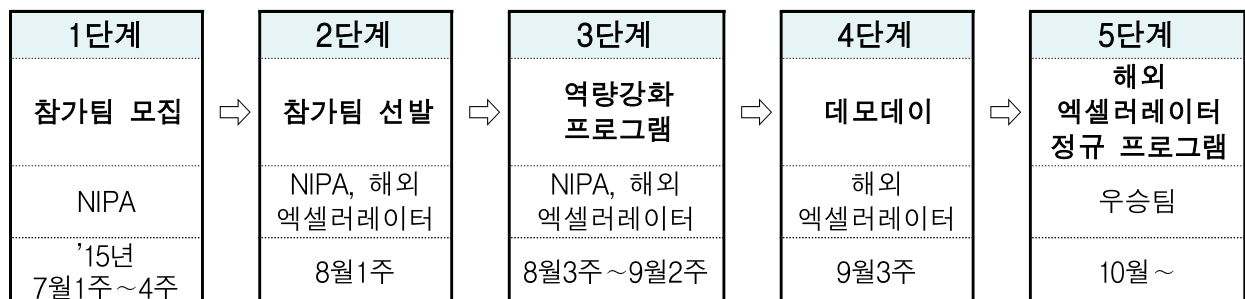 1단계
참가팀 모집
NIPA
'15년
7월1주～4주
⇨
2단계
참가팀 선발
NIPA, 해외
엑셀러레이터
8월1주
⇨
3단계
역량강화
프로그램
NIPA, 해외
엑셀러레이터
8월3주～9월2주
⇨
4단계
데모데이
해외
엑셀러레이터
9월3주
⇨
5단계
해외
엑셀러레이터
정규 프로그램
우승팀
10월～